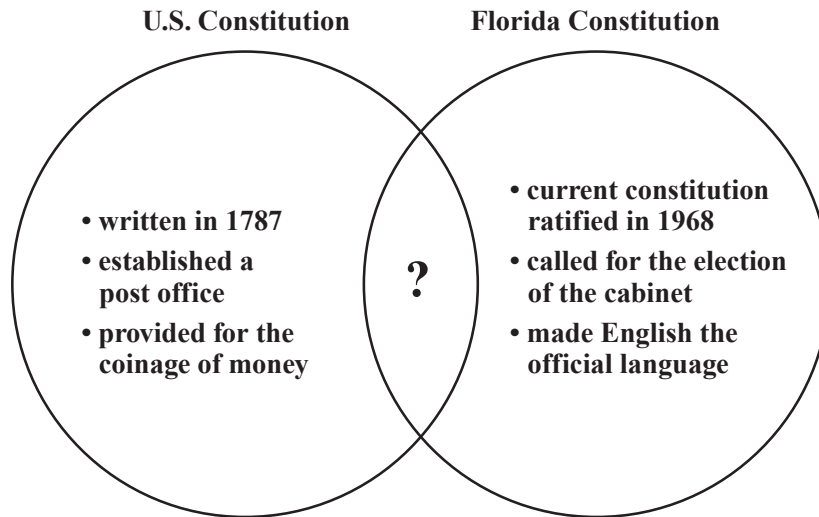 U.S. Constitution
Florida Constitution
• written in 1787
• established a
post office
• provided for the
coinage of money
?
• current constitution
ratified in 1968
• called for the election
of the cabinet
• made English the
official language